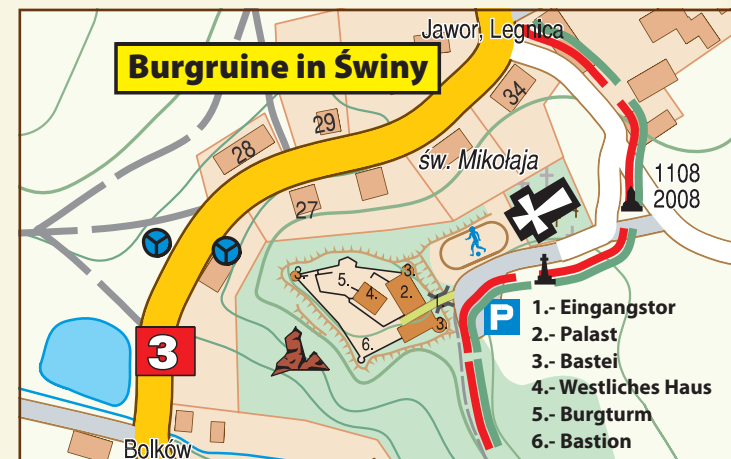 Jawor, Legnica
Burgruine in Świny
34
29
28
św. Mikołaja
1108
2008
27
3.
3.
5.
4.
2.
3.
6.
P
1.- Eingangstor
2.- Palast
3.- Bastei
4.- Westliches Haus
5.- Burgturm
6.- Bastion
3
Bolków